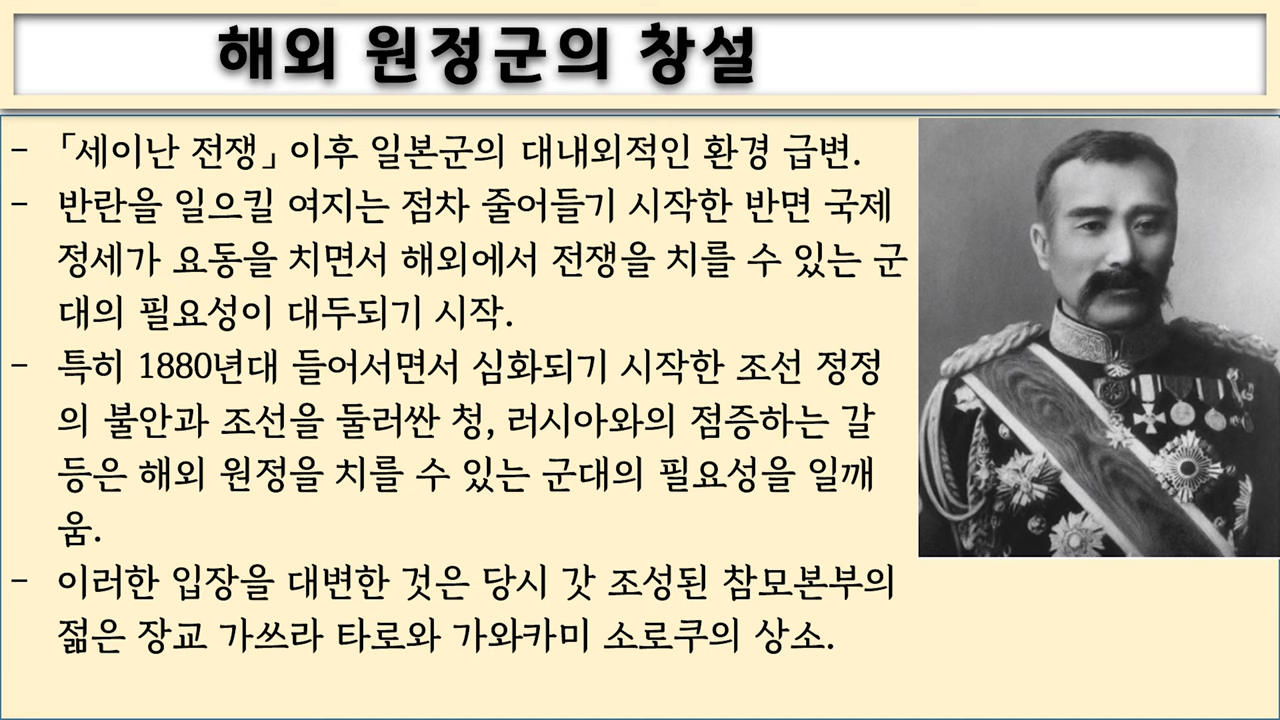 해외 원정군의 창설
- 「세이난 전쟁」 이후 일본군의 대내외적인 환경 급변.
- 반란을 일으킬 여지는 점차 줄어들기 시작한 반면 국제
정세가 요동을 치면서 해외에서 전쟁을 치를 수 있는 군
대의 필요성이 대두되기 시작.
- 특히 1880년대 들어서면서 심화되기 시작한 조선 정정
의 불안과 조선을 둘러싼 청, 러시아와의 점증하는 갈
등은 해외 원정을 치를 수 있는 군대의 필요성을 일깨
움.
- 이러한 입장을 대변한 것은 당시 갓 조성된 참모본부의
젊은 장교 가쓰라 타로와 가와카미 소로쿠의 상소.